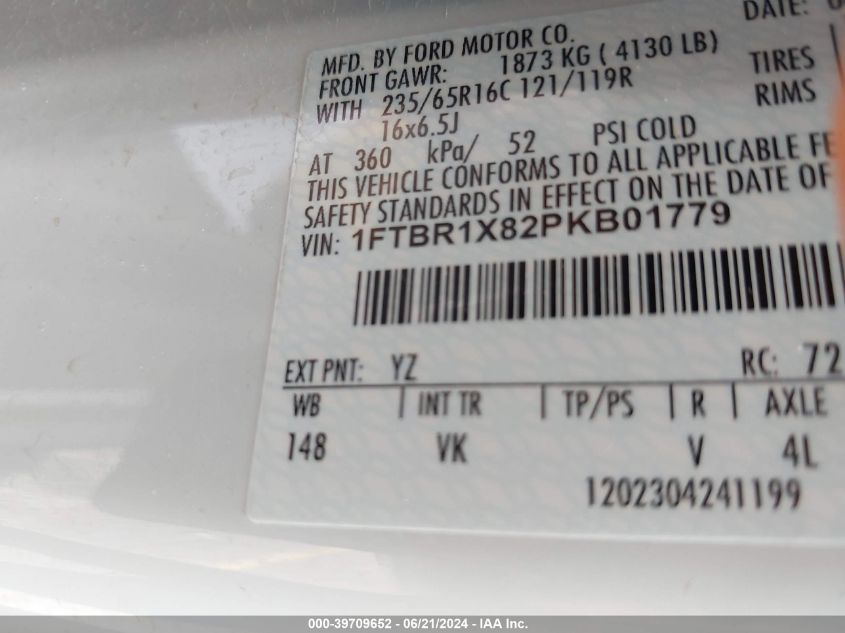 DATE:
MFD. BY FORD MOTOR CO.
FRONT GAWR: 1873 KG ( 4130 LB) TIRES
WITH 235/65R16C 121/119R RIMS
16x6.5J
AT 360 kPa/ 52 PSI COLD
THIS VEHICLE CONFORMS TO ALL APPLICABLE FE
SAFETY STANDARDS IN EFFECT ON THE DATE OF
VIN: 1FTBR1X82PKB01779
EXT PNT: YZ RC: 72
WB | INT TR | TP/PS | R | AXLE
148 VK V 4L
1202304241199
000-39709652 - 06/21/2024 - IAA Inc.